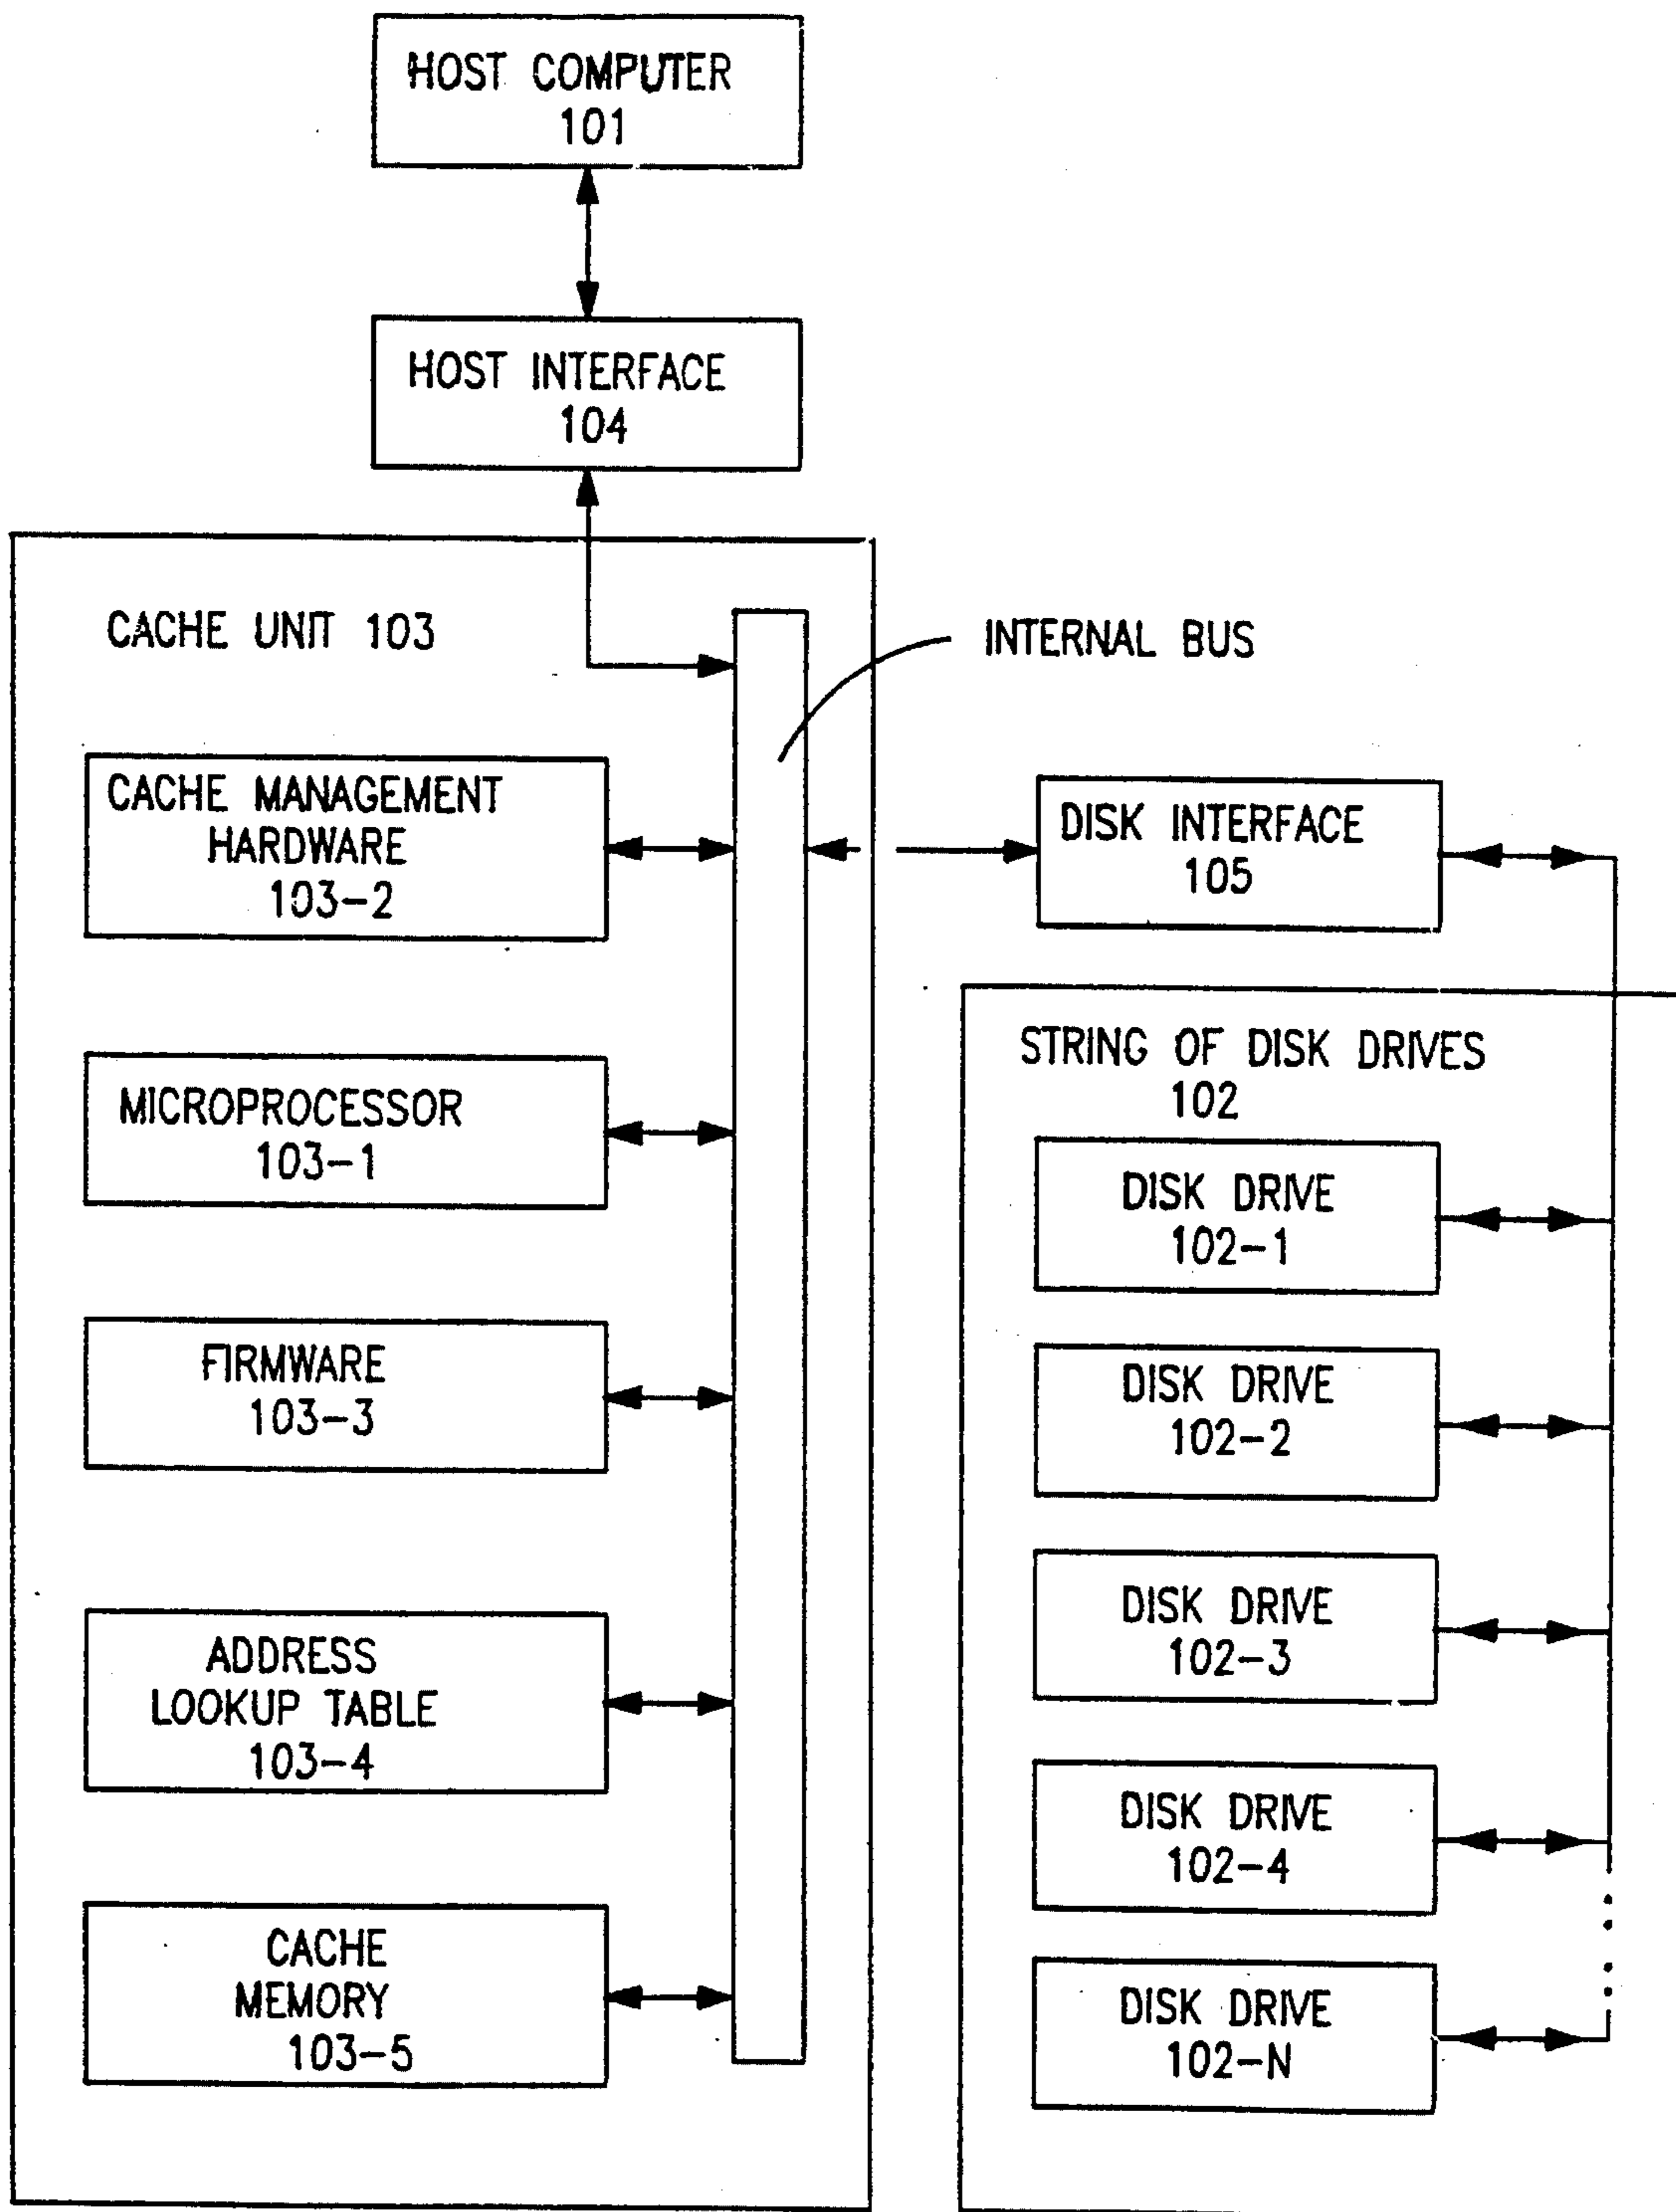 HOST COMPUTER
101
HOST INTERFACE
104
CACHE UNIT 103
INTERNAL BUS
CACHE MANAGEMENT
HARDWARE
103-2
MICROPROCESSOR
103-1
FIRMWARE
103-3
ADDRESS
LOOKUP TABLE
103-4
CACHE
MEMORY
103-5
DISK INTERFACE
105
STRING OF DISK DRIVES
102
DISK DRIVE
102-1
DISK DRIVE
102-2
DISK DRIVE
102-3
DISK DRIVE
102-4
DISK DRIVE
102-N